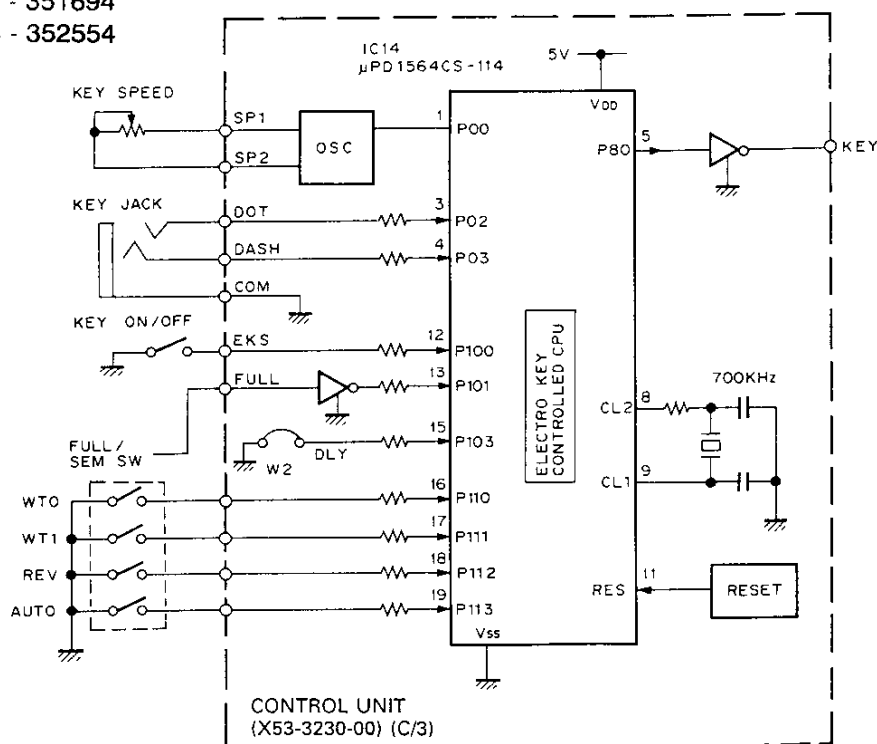 - 351694
- 352554
IC14
μPD1564CS-114
5V
VDD
KEY SPEED
SP1
SP2
OSC
1
P00
P80
5
KEY
KEY JACK
DOT
3
P02
DASH
4
P03
COM
KEY ON/OFF
EKS
12
P100
FULL
13
P101
FULL/
SEM SW
W2
DLY
15
P103
ELECTRO KEY
CONTROLLED CPU
700KHz
CL2
8
CL1
9
WT0
16
P110
WT1
17
P111
REV
18
P112
AUTO
19
P113
RES
11
RESET
Vss
CONTROL UNIT
(X53-3230-00) (C/3)